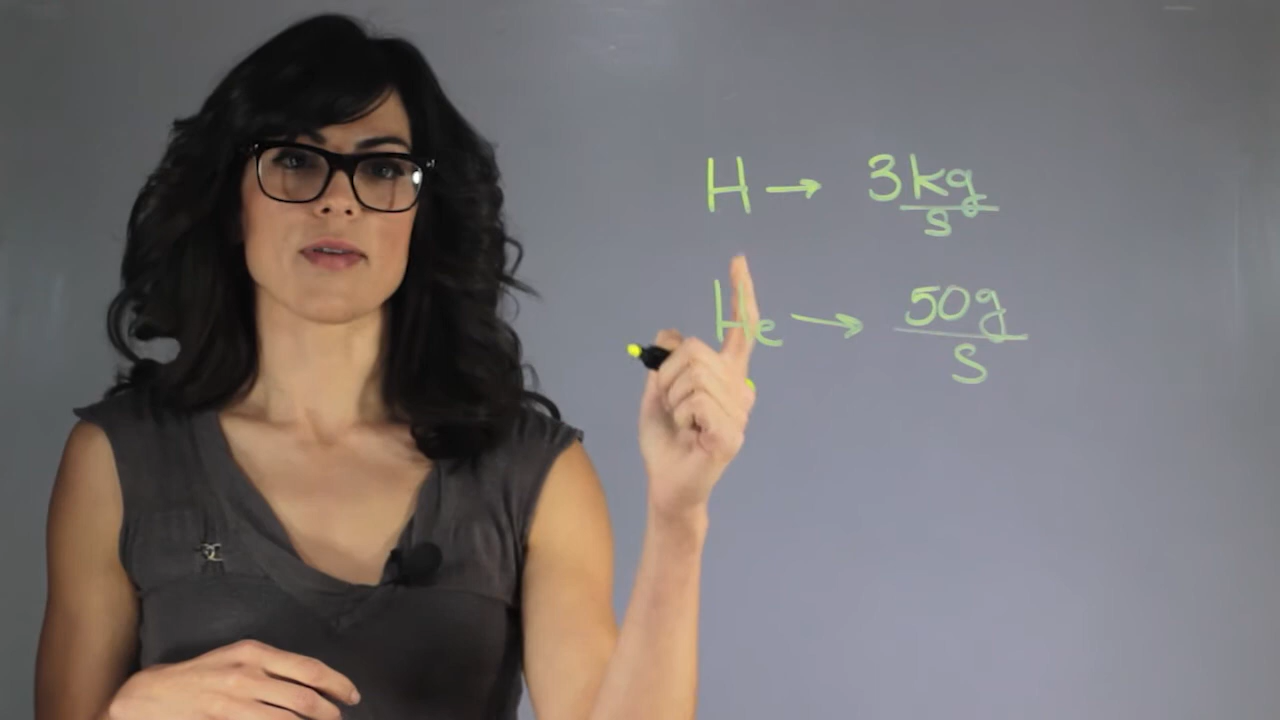 H → 3kg/s
He → 50g/s